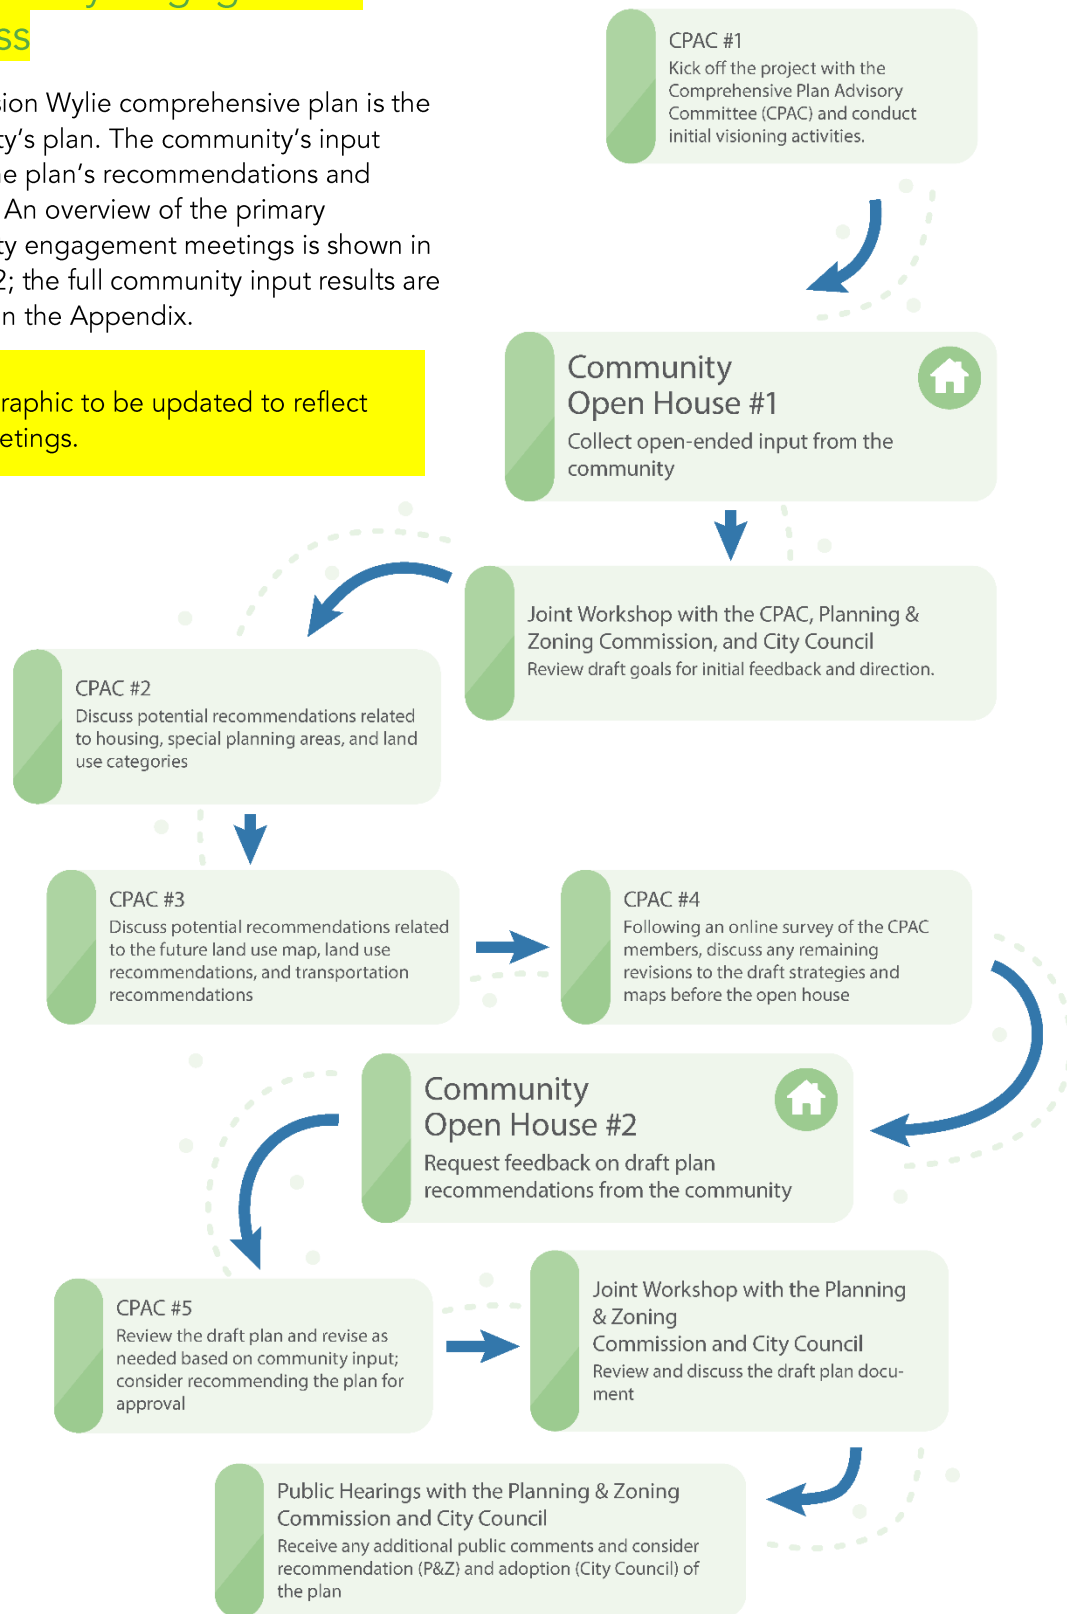 ss
sion Wylie comprehensive plan is the
ty’s plan. The community’s input
he plan’s recommendations and
An overview of the primary
ty engagement meetings is shown in
2; the full community input results are
n the Appendix.
raphic to be updated to reflect
etings.
CPAC #1
Kick off the project with the
Comprehensive Plan Advisory
Committee (CPAC) and conduct
initial visioning activities.
Community
Open House #1
Collect open-ended input from the
community
Joint Workshop with the CPAC, Planning &
Zoning Commission, and City Council
Review draft goals for initial feedback and direction.
CPAC #2
Discuss potential recommendations related
to housing, special planning areas, and land
use categories
CPAC #3
Discuss potential recommendations related
to the future land use map, land use
recommendations, and transportation
recommendations
CPAC #4
Following an online survey of the CPAC
members, discuss any remaining
revisions to the draft strategies and
maps before the open house
Community
Open House #2
Request feedback on draft plan
recommendations from the community
CPAC #5
Review the draft plan and revise as
needed based on community input;
consider recommending the plan for
approval
Joint Workshop with the Planning
& Zoning
Commission and City Council
Review and discuss the draft plan docu-
ment
Public Hearings with the Planning & Zoning
Commission and City Council
Receive any additional public comments and consider
recommendation (P&Z) and adoption (City Council) of
the plan